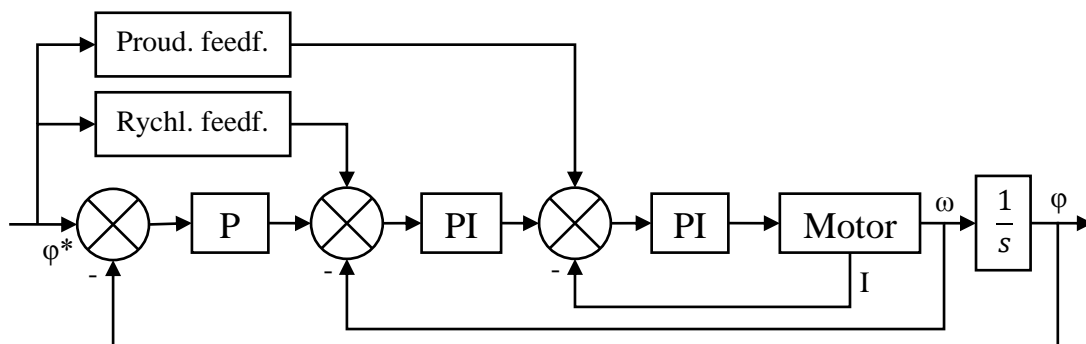 Proud. feedf.
Rychl. feedf.
φ*
-
P
-
PI
-
PI
Motor
I
ω
1
s
φ